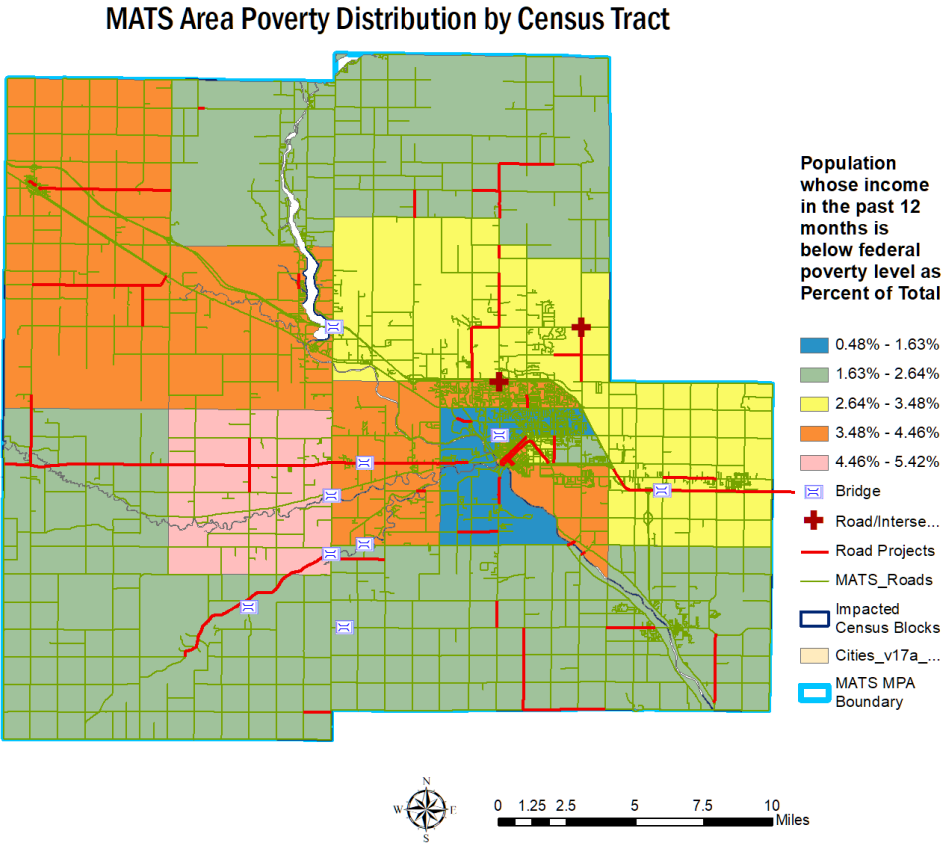 MATS Area Poverty Distribution by Census Tract
Population
whose income
in the past 12
months is
below federal
poverty level as
Percent of Total
0.48% - 1.63%
1.63% - 2.64%
2.64% - 3.48%
3.48% - 4.46%
4.46% - 5.42%
Bridge
Road/Interse...
Road Projects
MATS_Roads
Impacted
Census Blocks
Cities_v17a_...
MATS MPA
Boundary
N
W E
S
0 1.25 2.5 5 7.5 10
Miles